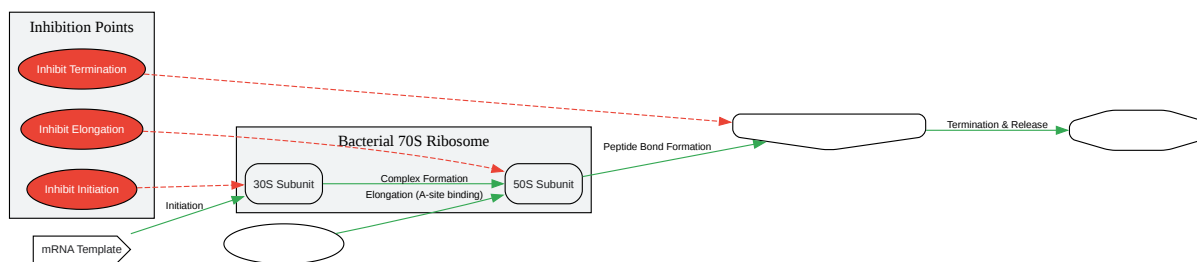 Inhibition Points
Inhibit Termination
Inhibit Elongation
Inhibit Initiation
mRNA Template
Initiation
Bacterial 70S Ribosome
30S Subunit
Complex Formation
Elongation (A-site binding)
50S Subunit
Peptide Bond Formation
Termination & Release